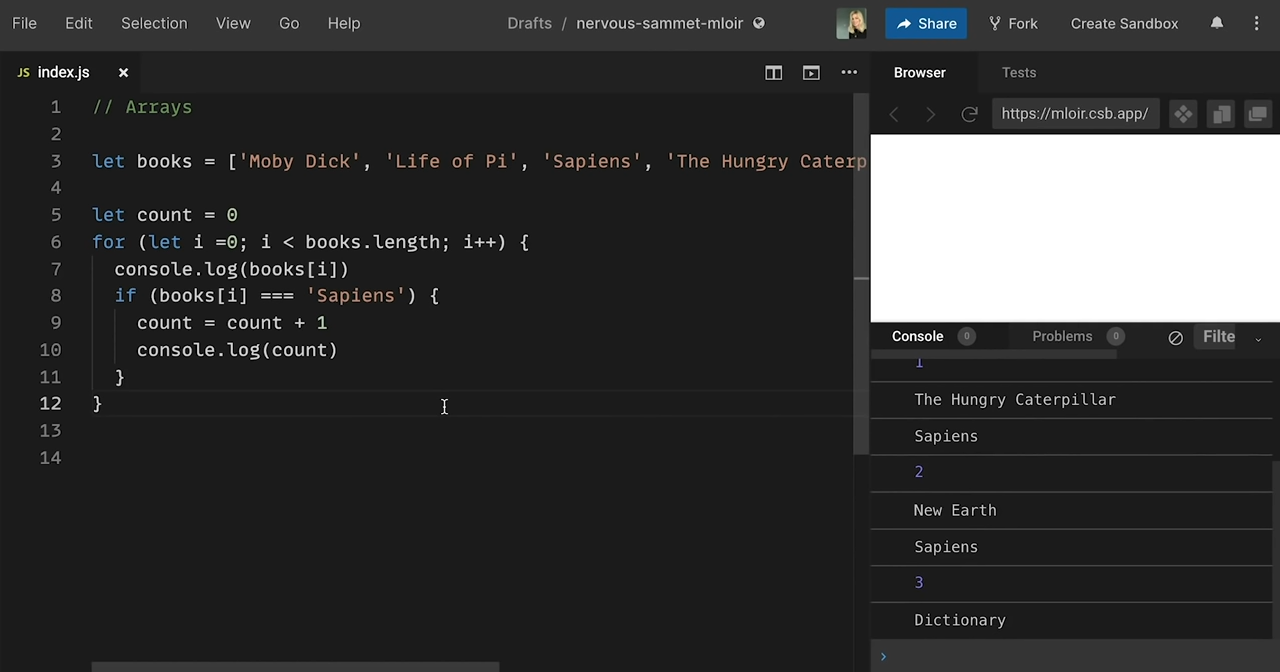 File Edit Selection View Go Help Drafts / nervous-sammet-mloir Share Fork Create Sandbox
JS index.js × Browser Tests
https://mloir.csb.app/
1 // Arrays
2
3 let books = ['Moby Dick', 'Life of Pi', 'Sapiens', 'The Hungry Caterp
4
5 let count = 0
6 for (let i =0; i < books.length; i++) {
7 console.log(books[i])
8 if (books[i] === 'Sapiens') {
9 count = count + 1
10 console.log(count)
11 }
12 }
13
14
Console 0 Problems 0 Filte
1
The Hungry Caterpillar
Sapiens
2
New Earth
Sapiens
3
Dictionary
›